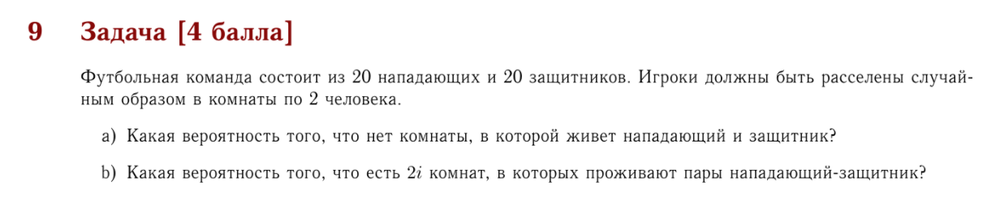 9 Задача [4 балла]
Футбольная команда состоит из 20 нападающих и 20 защитников. Игроки должны быть расселены случай-
ным образом в комнаты по 2 человека.
a) Какая вероятность того, что нет комнаты, в которой живет нападающий и защитник?
b) Какая вероятность того, что есть 2i комнат, в которых проживают пары нападающий-защитник?